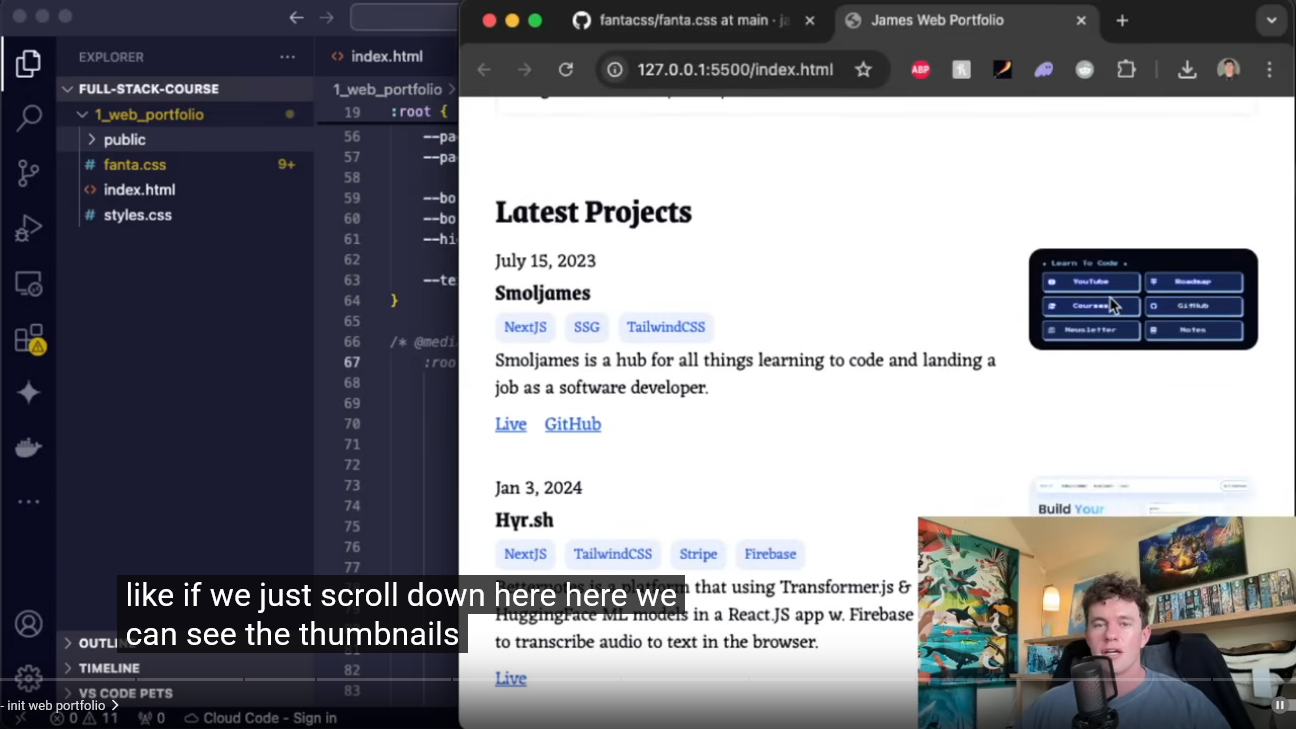 EXPLORER
FULL-STACK-COURSE
1_web_portfolio
public
# fanta.css 9+
<> index.html
# styles.css
OUTLIN
TIMELINE
VS CODE PETS
- init web portfolio
0 11 0 Cloud Code - Sign in
<> index.html
1_web_portfolio >
19 :root {
56 --pa
57 --pa
58
59 --bo
60 --bo
61 --hi
62
63 --te
64 }
65
66 /* @medi
67 :roo
68
69
70
71
72
73
74
75
76
77
82
83
fantacss/fanta.css at main · ja
James Web Portfolio
127.0.0.1:5500/index.html
ABP
Latest Projects
July 15, 2023
Smoljames
NextJS SSG TailwindCSS
Smoljames is a hub for all things learning to code and landing a
job as a software developer.
Live GitHub
Learn To Code
YouTube Roadmap
Courses GitHub
Newsletter Notes
Jan 3, 2024
Hyr.sh
NextJS TailwindCSS Stripe Firebase
Betternotes is a platform that using Transformer.js &
HuggingFace ML models in a React.JS app w. Firebase
to transcribe audio to text in the browser.
Live
Build Your
like if we just scroll down here here we
can see the thumbnails